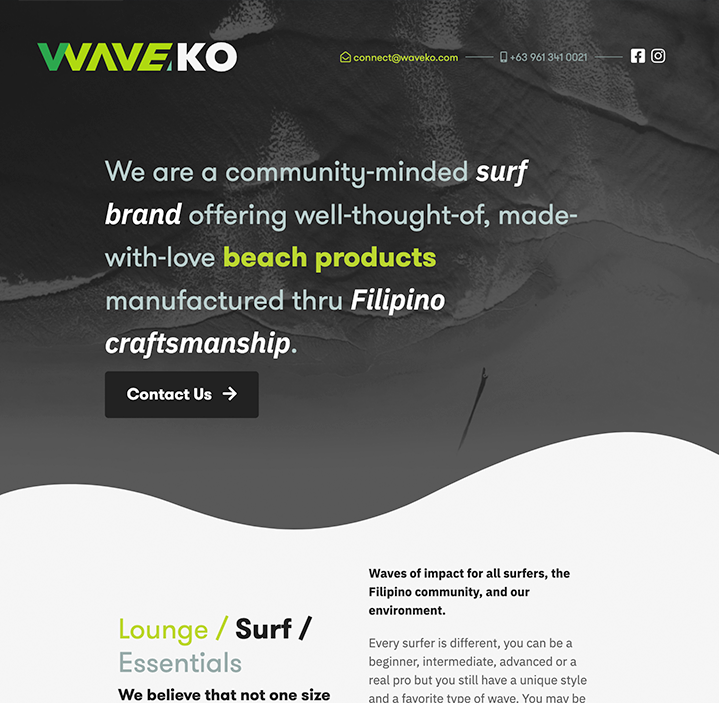 WAVE.KO
connect@waveko.com
+63 961 341 0021
We are a community-minded surf
brand offering well-thought-of, made-
with-love beach products
manufactured thru Filipino
craftsmanship.
Contact Us
Lounge / Surf /
Essentials
We believe that not one size
Waves of impact for all surfers, the
Filipino community, and our
environment.
Every surfer is different, you can be a
beginner, intermediate, advanced or a
real pro but you still have a unique style
and a favorite type of wave. You may be